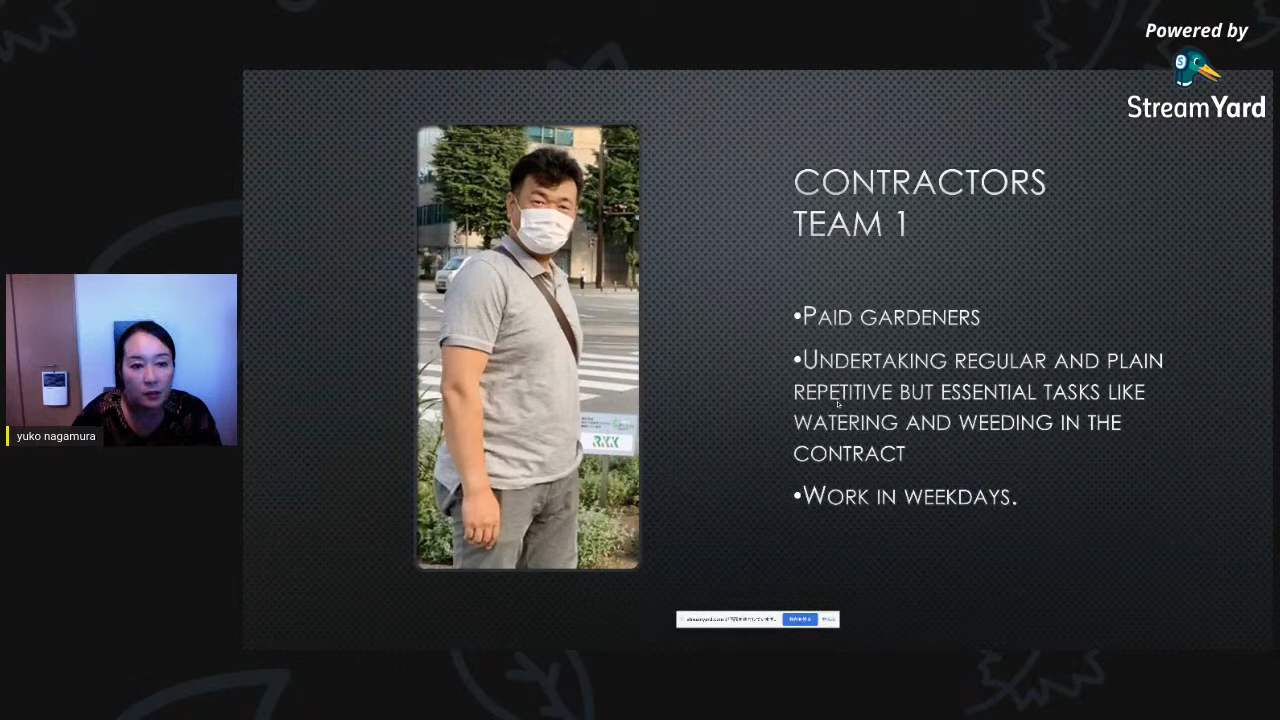 Powered by
StreamYard
CONTRACTORS
TEAM 1
•PAID GARDENERS
•UNDERTAKING REGULAR AND PLAIN
REPETITIVE BUT ESSENTIAL TASKS LIKE
WATERING AND WEEDING IN THE
CONTRACT
•WORK IN WEEKDAYS.
RKK
yuko nagamura